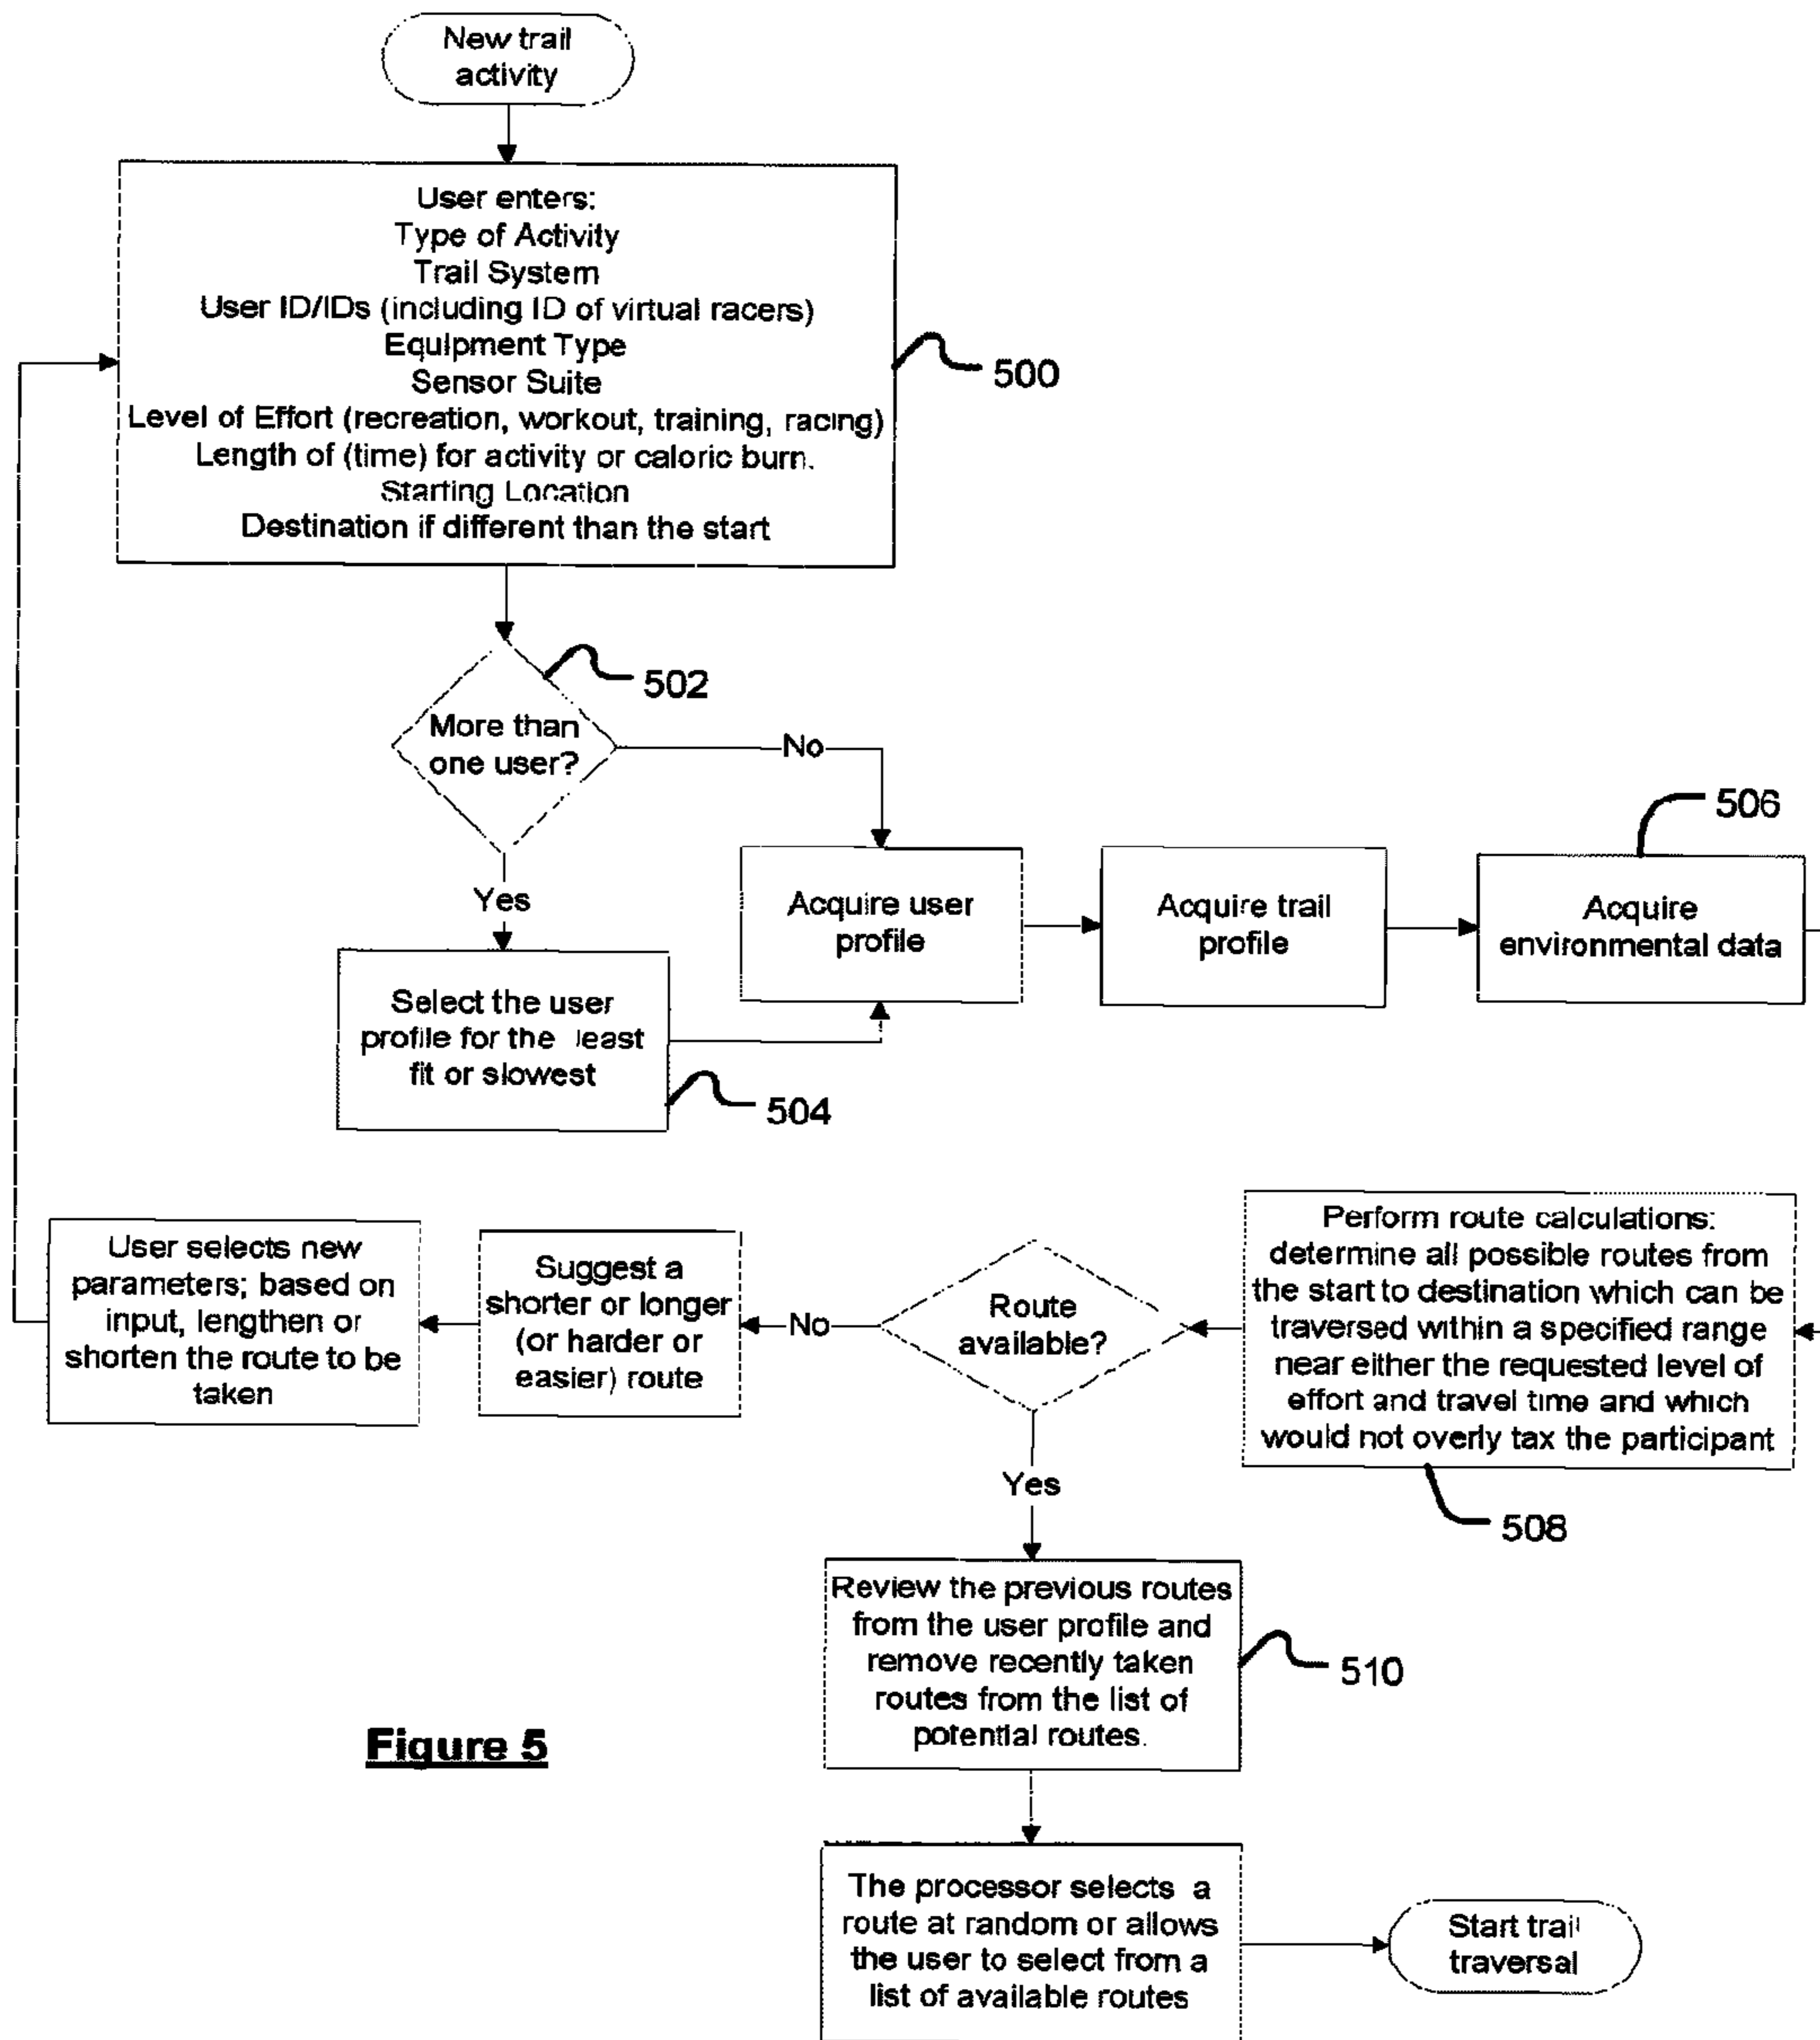 New trail
activity
User enters:
Type of Activity
Trail System
User ID/IDs (including ID of virtual racers)
Equipment Type
Sensor Suite
Level of Effort (recreation, workout, training, racing)
Length of (time) for activity or caloric burn.
Starting Location
Destination if different than the start
500
502
More than
one user?
No
Yes
Select the user
profile for the least
fit or slowest
504
Acquire user
profile
Acquire trail
profile
506
Acquire
environmental data
Perform route calculations:
determine all possible routes from
the start to destination which can be
traversed within a specified range
near either the requested level of
effort and travel time and which
would not overly tax the participant
508
Route
available?
No
Suggest a
shorter or longer
(or harder or
easier) route
User selects new
parameters; based on
input, lengthen or
shorten the route to be
taken
Yes
Review the previous routes
from the user profile and
remove recently taken
routes from the list of
potential routes.
510
The processor selects a
route at random or allows
the user to select from a
list of available routes
Start trail
traversal
Figure 5